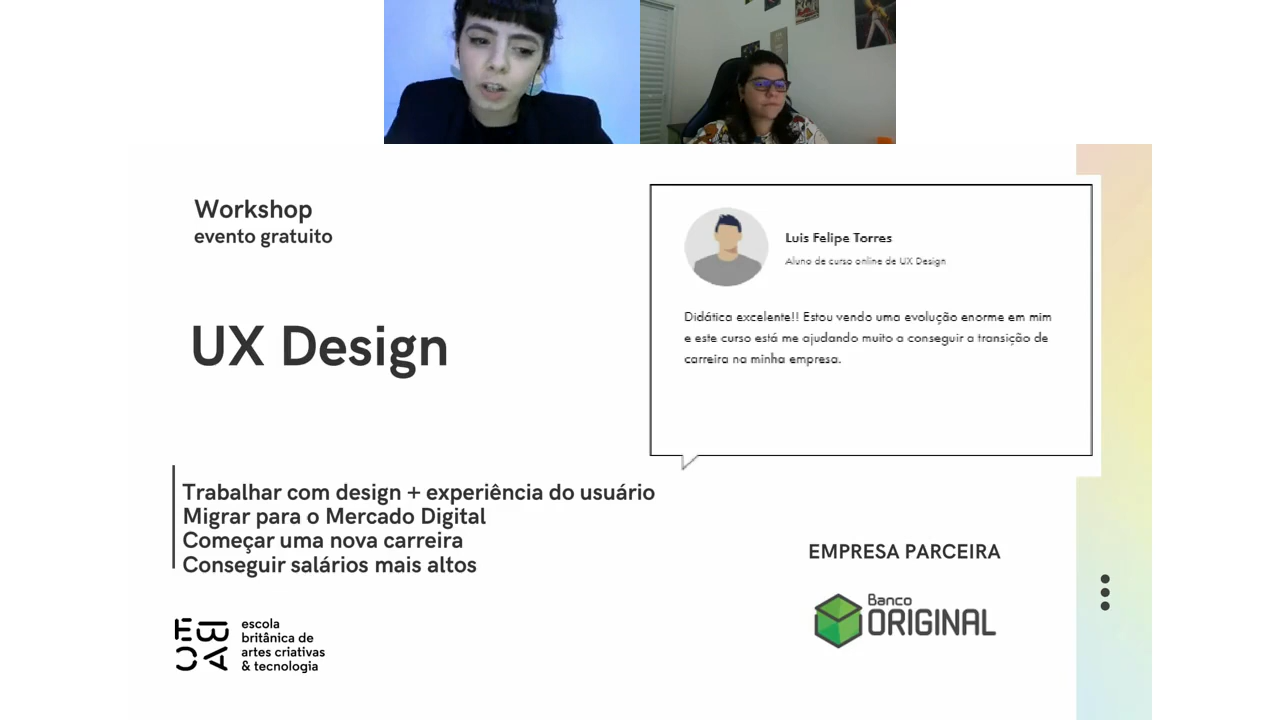 Workshop
evento gratuito
UX Design
Luis Felipe Torres
Aluno de curso online de UX Design
Didática excelente!! Estou vendo uma evolução enorme em mim
e este curso está me ajudando muito a conseguir a transição de
carreira na minha empresa.
Trabalhar com design + experiência do usuário
Migrar para o Mercado Digital
Começar uma nova carreira
Conseguir salários mais altos
EMPRESA PARCEIRA
Banco
ORIGINAL
EBAC
escola
britânica de
artes criativas
& tecnologia